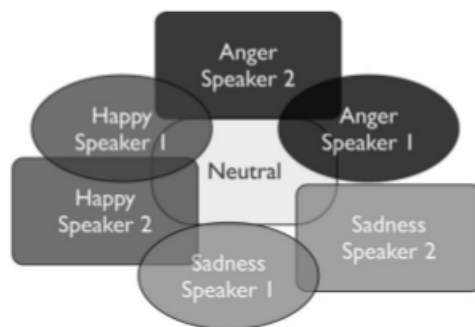 Anger
Speaker 2
Happy
Speaker 1
Anger
Speaker 1
Neutral
Happy
Speaker 2
Sadness
Speaker 2
Sadness
Speaker 1